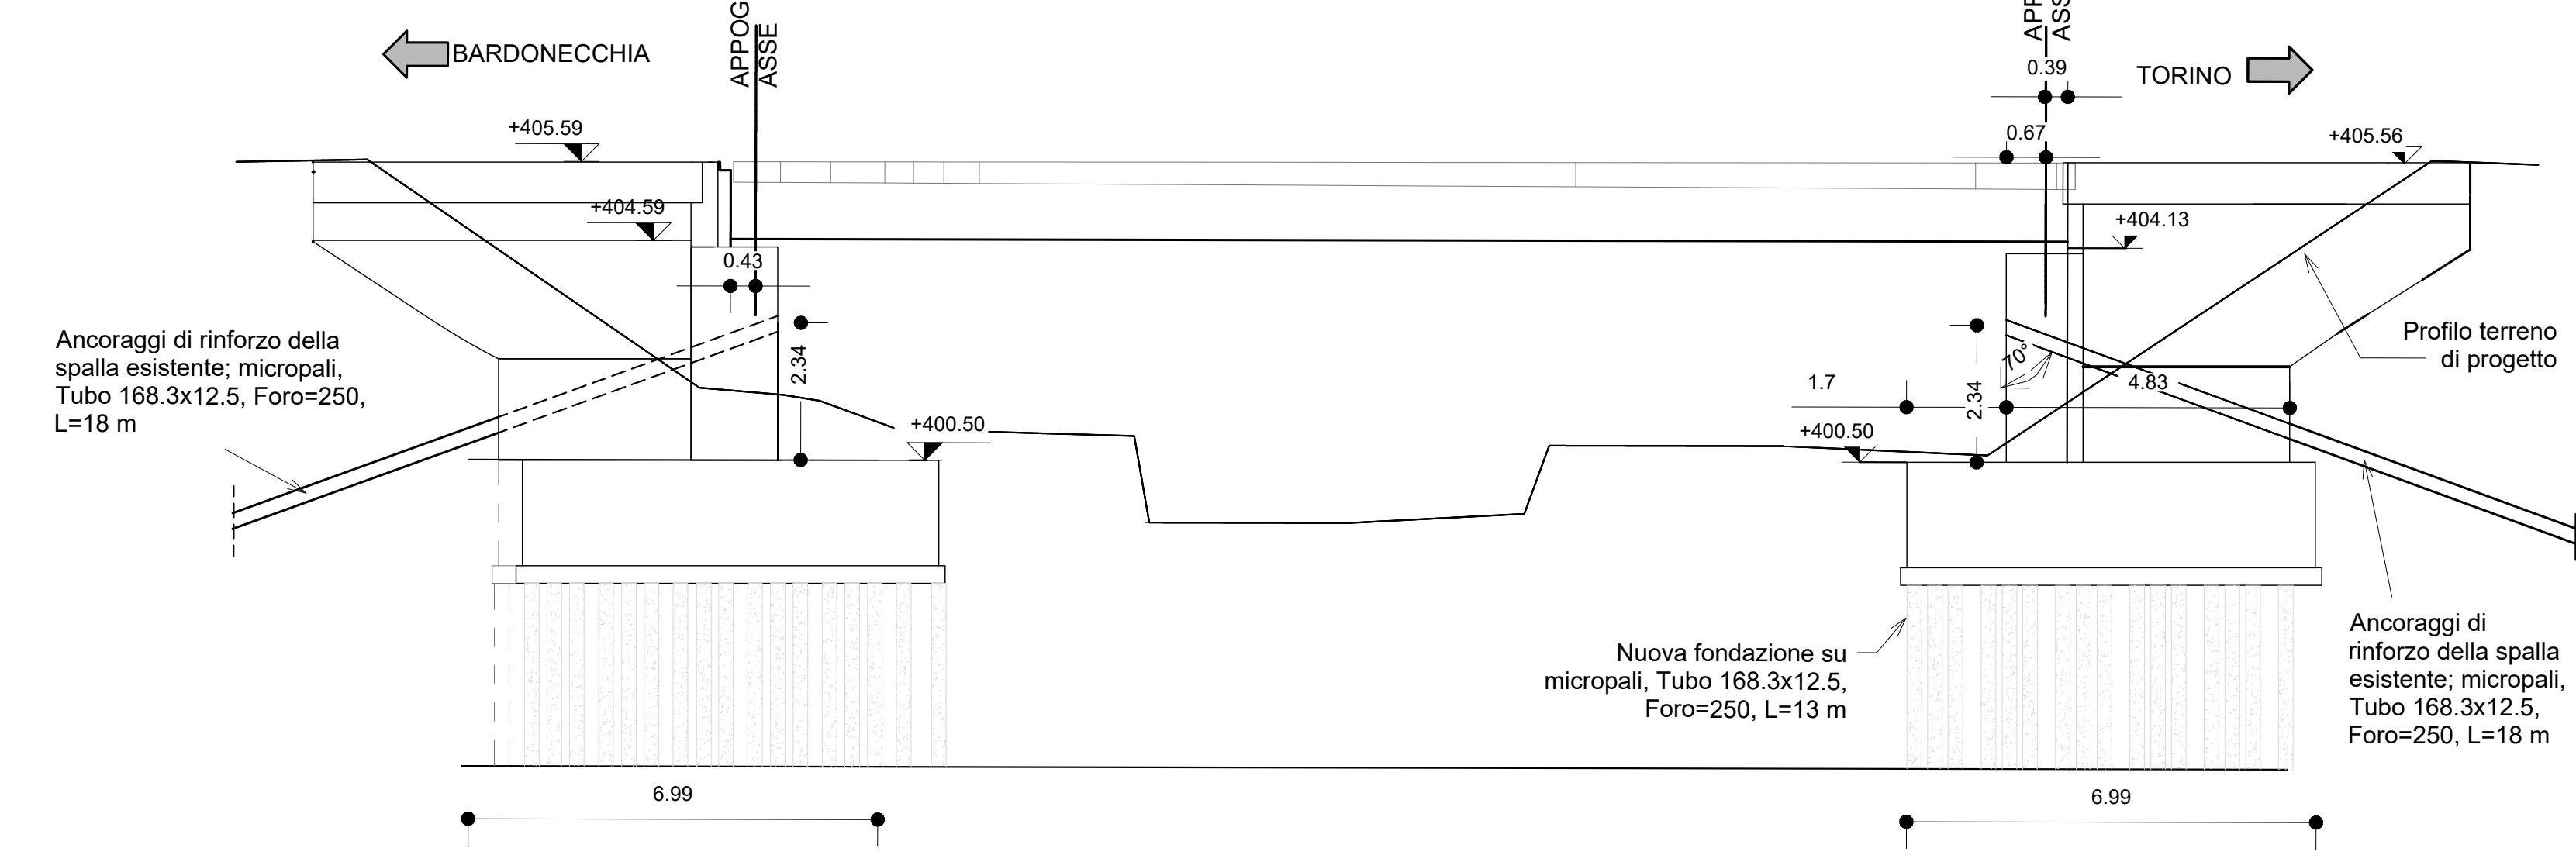 BARDONECCHIA
ASSE
TORINO
0.39
0.67
+405.59
+405.56
+404.59
+404.13
0.43
Ancoraggi di rinforzo della
spalla esistente; micropali,
Tubo 168.3x12.5, Foro=250,
L=18 m
2.34
+400.50
1.7
2.34
70°
4.83
+400.50
Profilo terreno
di progetto
Nuova fondazione su
micropali, Tubo 168.3x12.5,
Foro=250, L=13 m
Ancoraggi di
rinforzo della spalla
esistente; micropali,
Tubo 168.3x12.5,
Foro=250, L=18 m
6.99
6.99